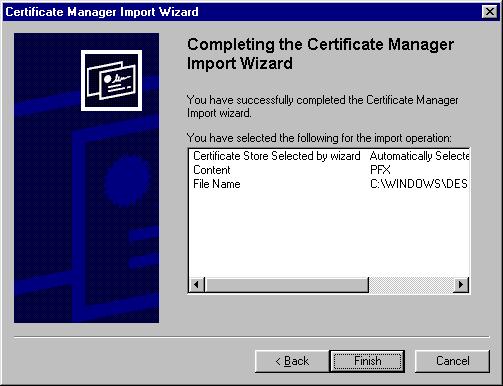 Certificate Manager Import Wizard
Completing the Certificate Manager
Import Wizard
You have successfully completed the Certificate Manager
Import wizard.
You have selected the following for the import operation:
Certificate Store Selected by wizard Automatically Selecte
Content PFX
File Name C:\WINDOWS\DES
< Back Finish Cancel